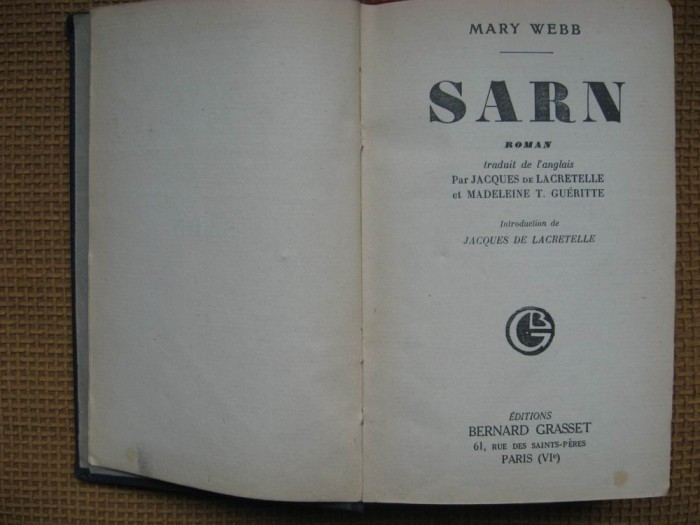 MARY WEBB
SARN
ROMAN
traduit de l'anglais
Par JACQUES DE LACRETELLE
et MADELEINE T. GUÉRITTE
Introduction de
JACQUES DE LACRETELLE
BG
ÉDITIONS
BERNARD GRASSET
61, RUE DES SAINTS-PÈRES
PARIS (VIe)